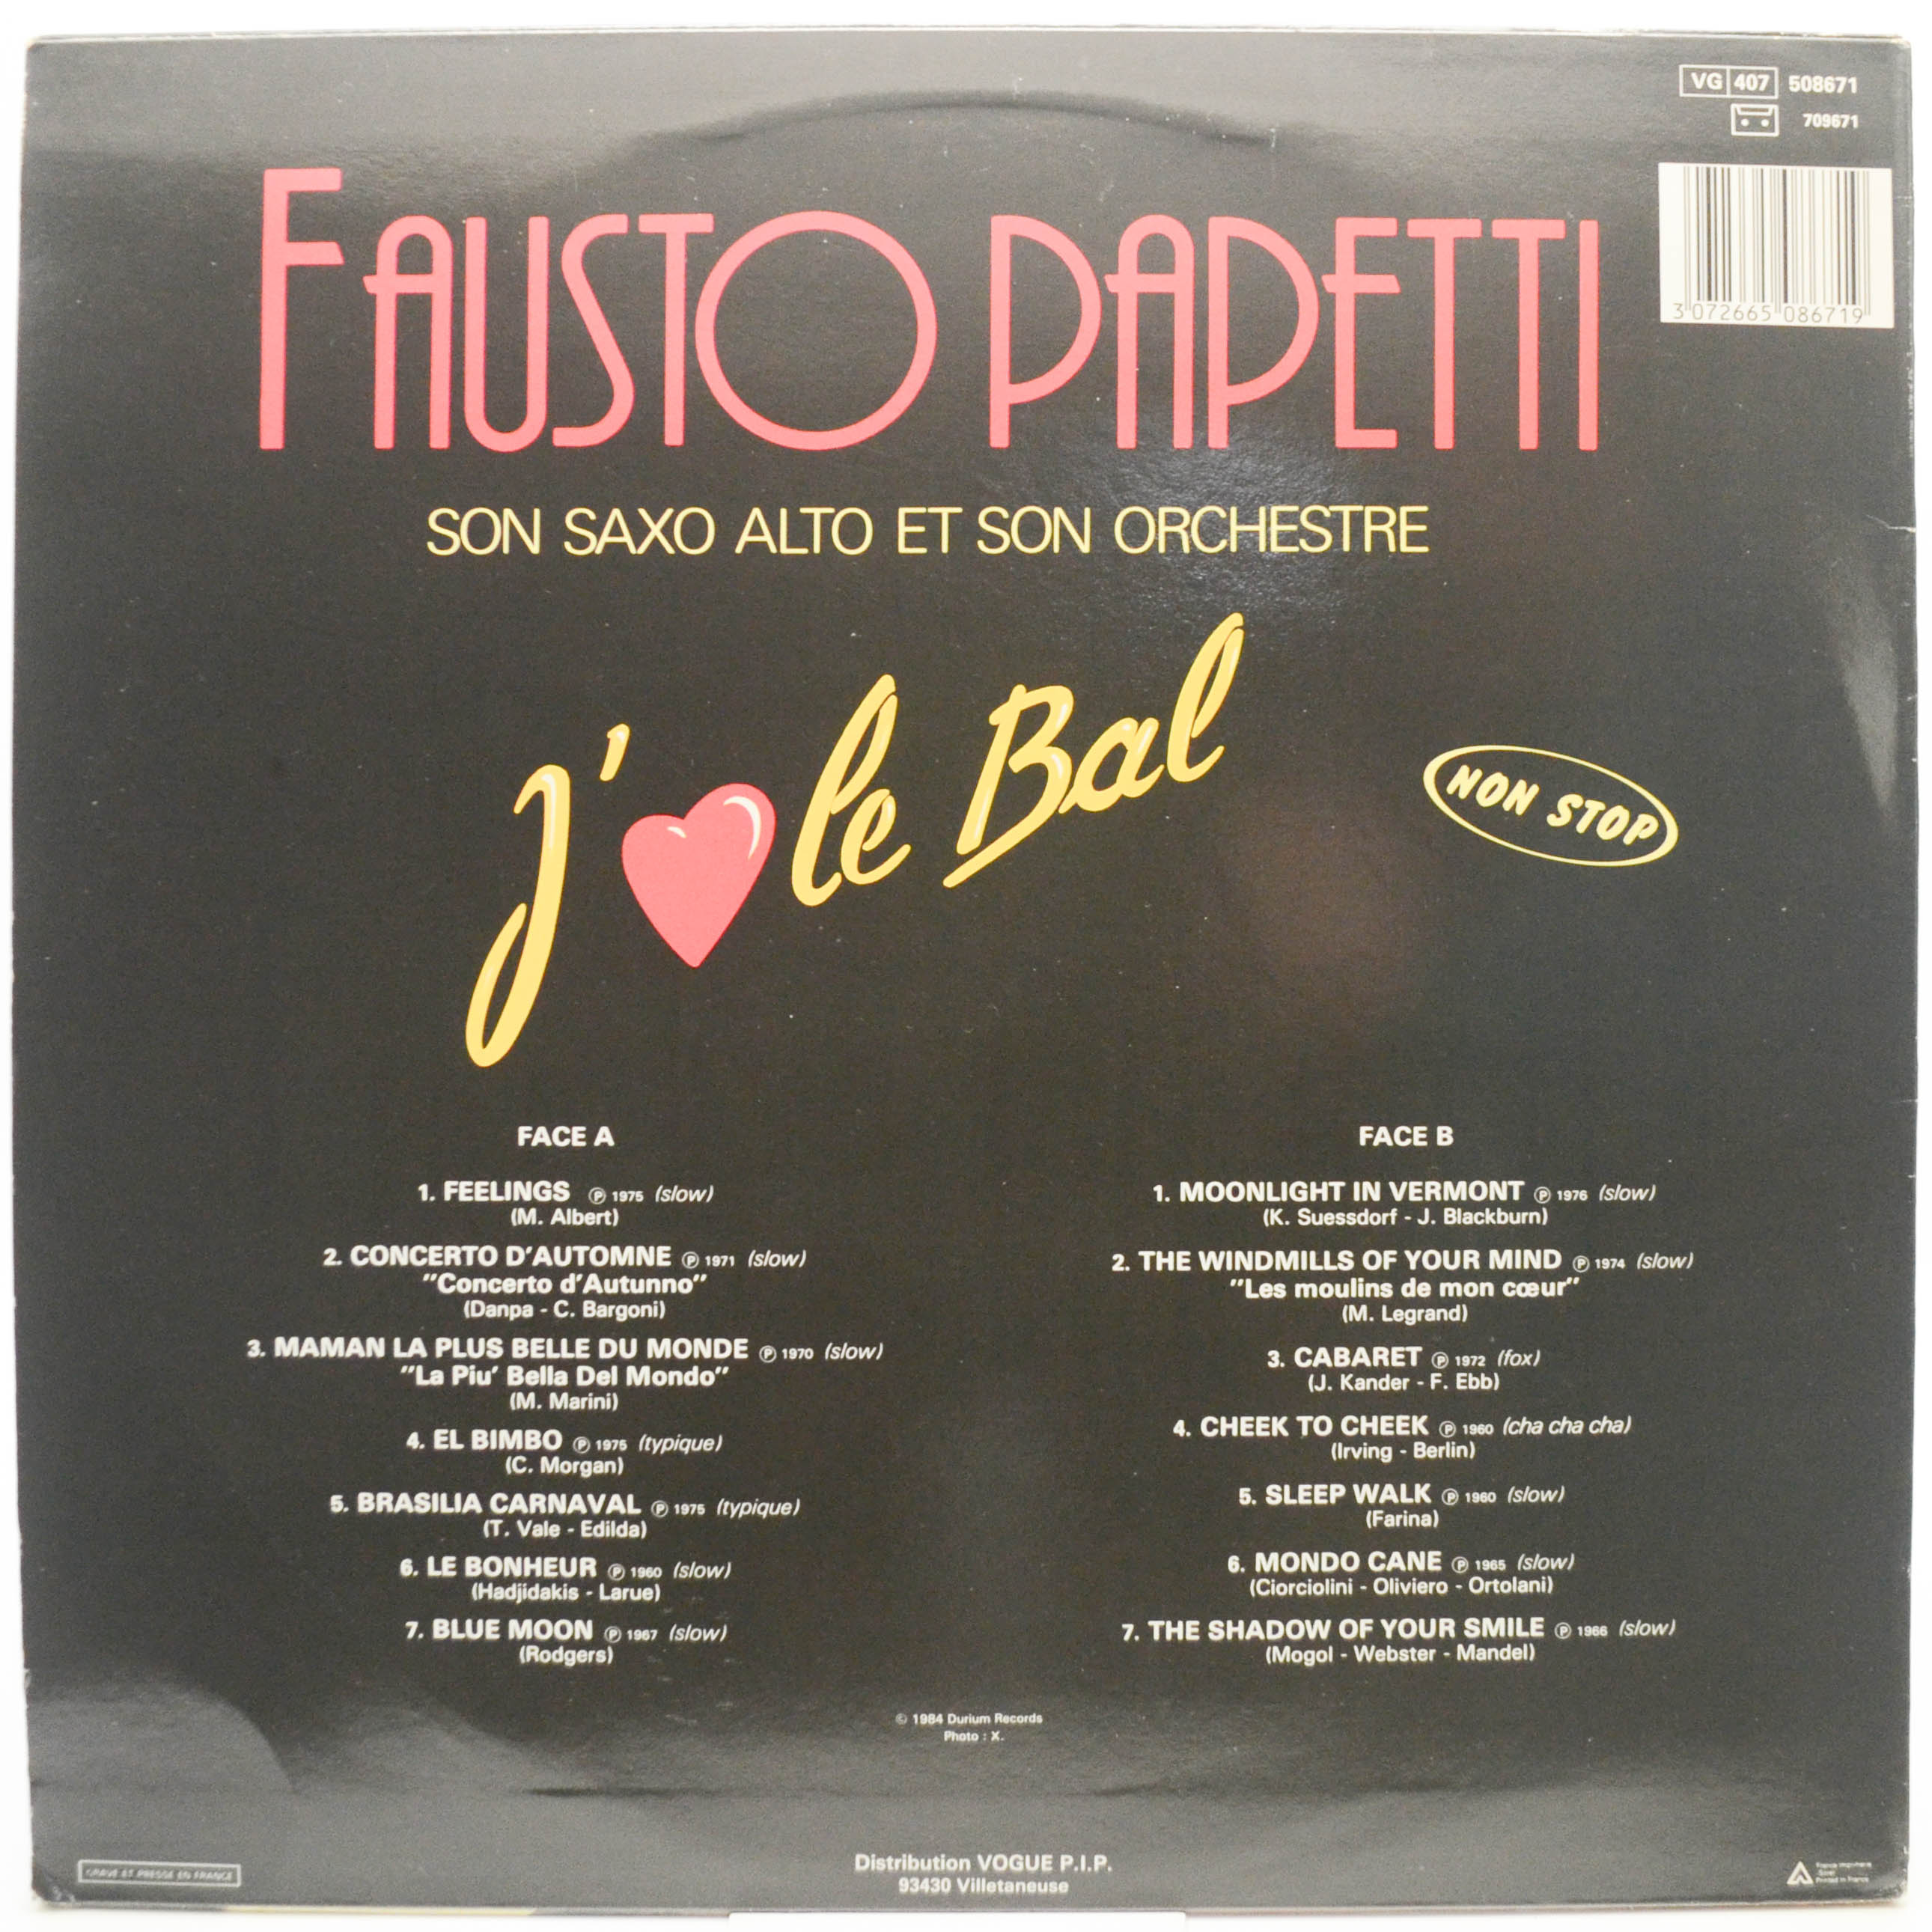 VG 407 508671
709671
3 072665 086719
FAUSTO PAPETTI
SON SAXO ALTO ET SON ORCHESTRE
J' le Bal
NON STOP
FACE A
1. FEELINGS ℗ 1975 (slow)
(M. Albert)
2. CONCERTO D'AUTOMNE ℗ 1971 (slow)
"Concerto d'Autunno"
(Danpa - C. Bargoni)
3. MAMAN LA PLUS BELLE DU MONDE ℗ 1970 (slow)
"La Piu' Bella Del Mondo"
(M. Marini)
4. EL BIMBO ℗ 1975 (typique)
(C. Morgan)
5. BRASILIA CARNAVAL ℗ 1975 (typique)
(T. Vale - Edilda)
6. LE BONHEUR ℗ 1960 (slow)
(Hadjidakis - Larue)
7. BLUE MOON ℗ 1967 (slow)
(Rodgers)
FACE B
1. MOONLIGHT IN VERMONT ℗ 1976 (slow)
(K. Suessdorf - J. Blackburn)
2. THE WINDMILLS OF YOUR MIND ℗ 1974 (slow)
"Les moulins de mon cœur"
(M. Legrand)
3. CABARET ℗ 1972 (fox)
(J. Kander - F. Ebb)
4. CHEEK TO CHEEK ℗ 1960 (cha cha cha)
(Irving - Berlin)
5. SLEEP WALK ℗ 1960 (slow)
(Farina)
6. MONDO CANE ℗ 1965 (slow)
(Ciorciolini - Oliviero - Ortolani)
7. THE SHADOW OF YOUR SMILE ℗ 1966 (slow)
(Mogol - Webster - Mandel)
© 1984 Durium Records
Photo : X.
GRAVE ET PRESSE EN FRANCE
Distribution VOGUE P.I.P.
93430 Villetaneuse
Printed in France